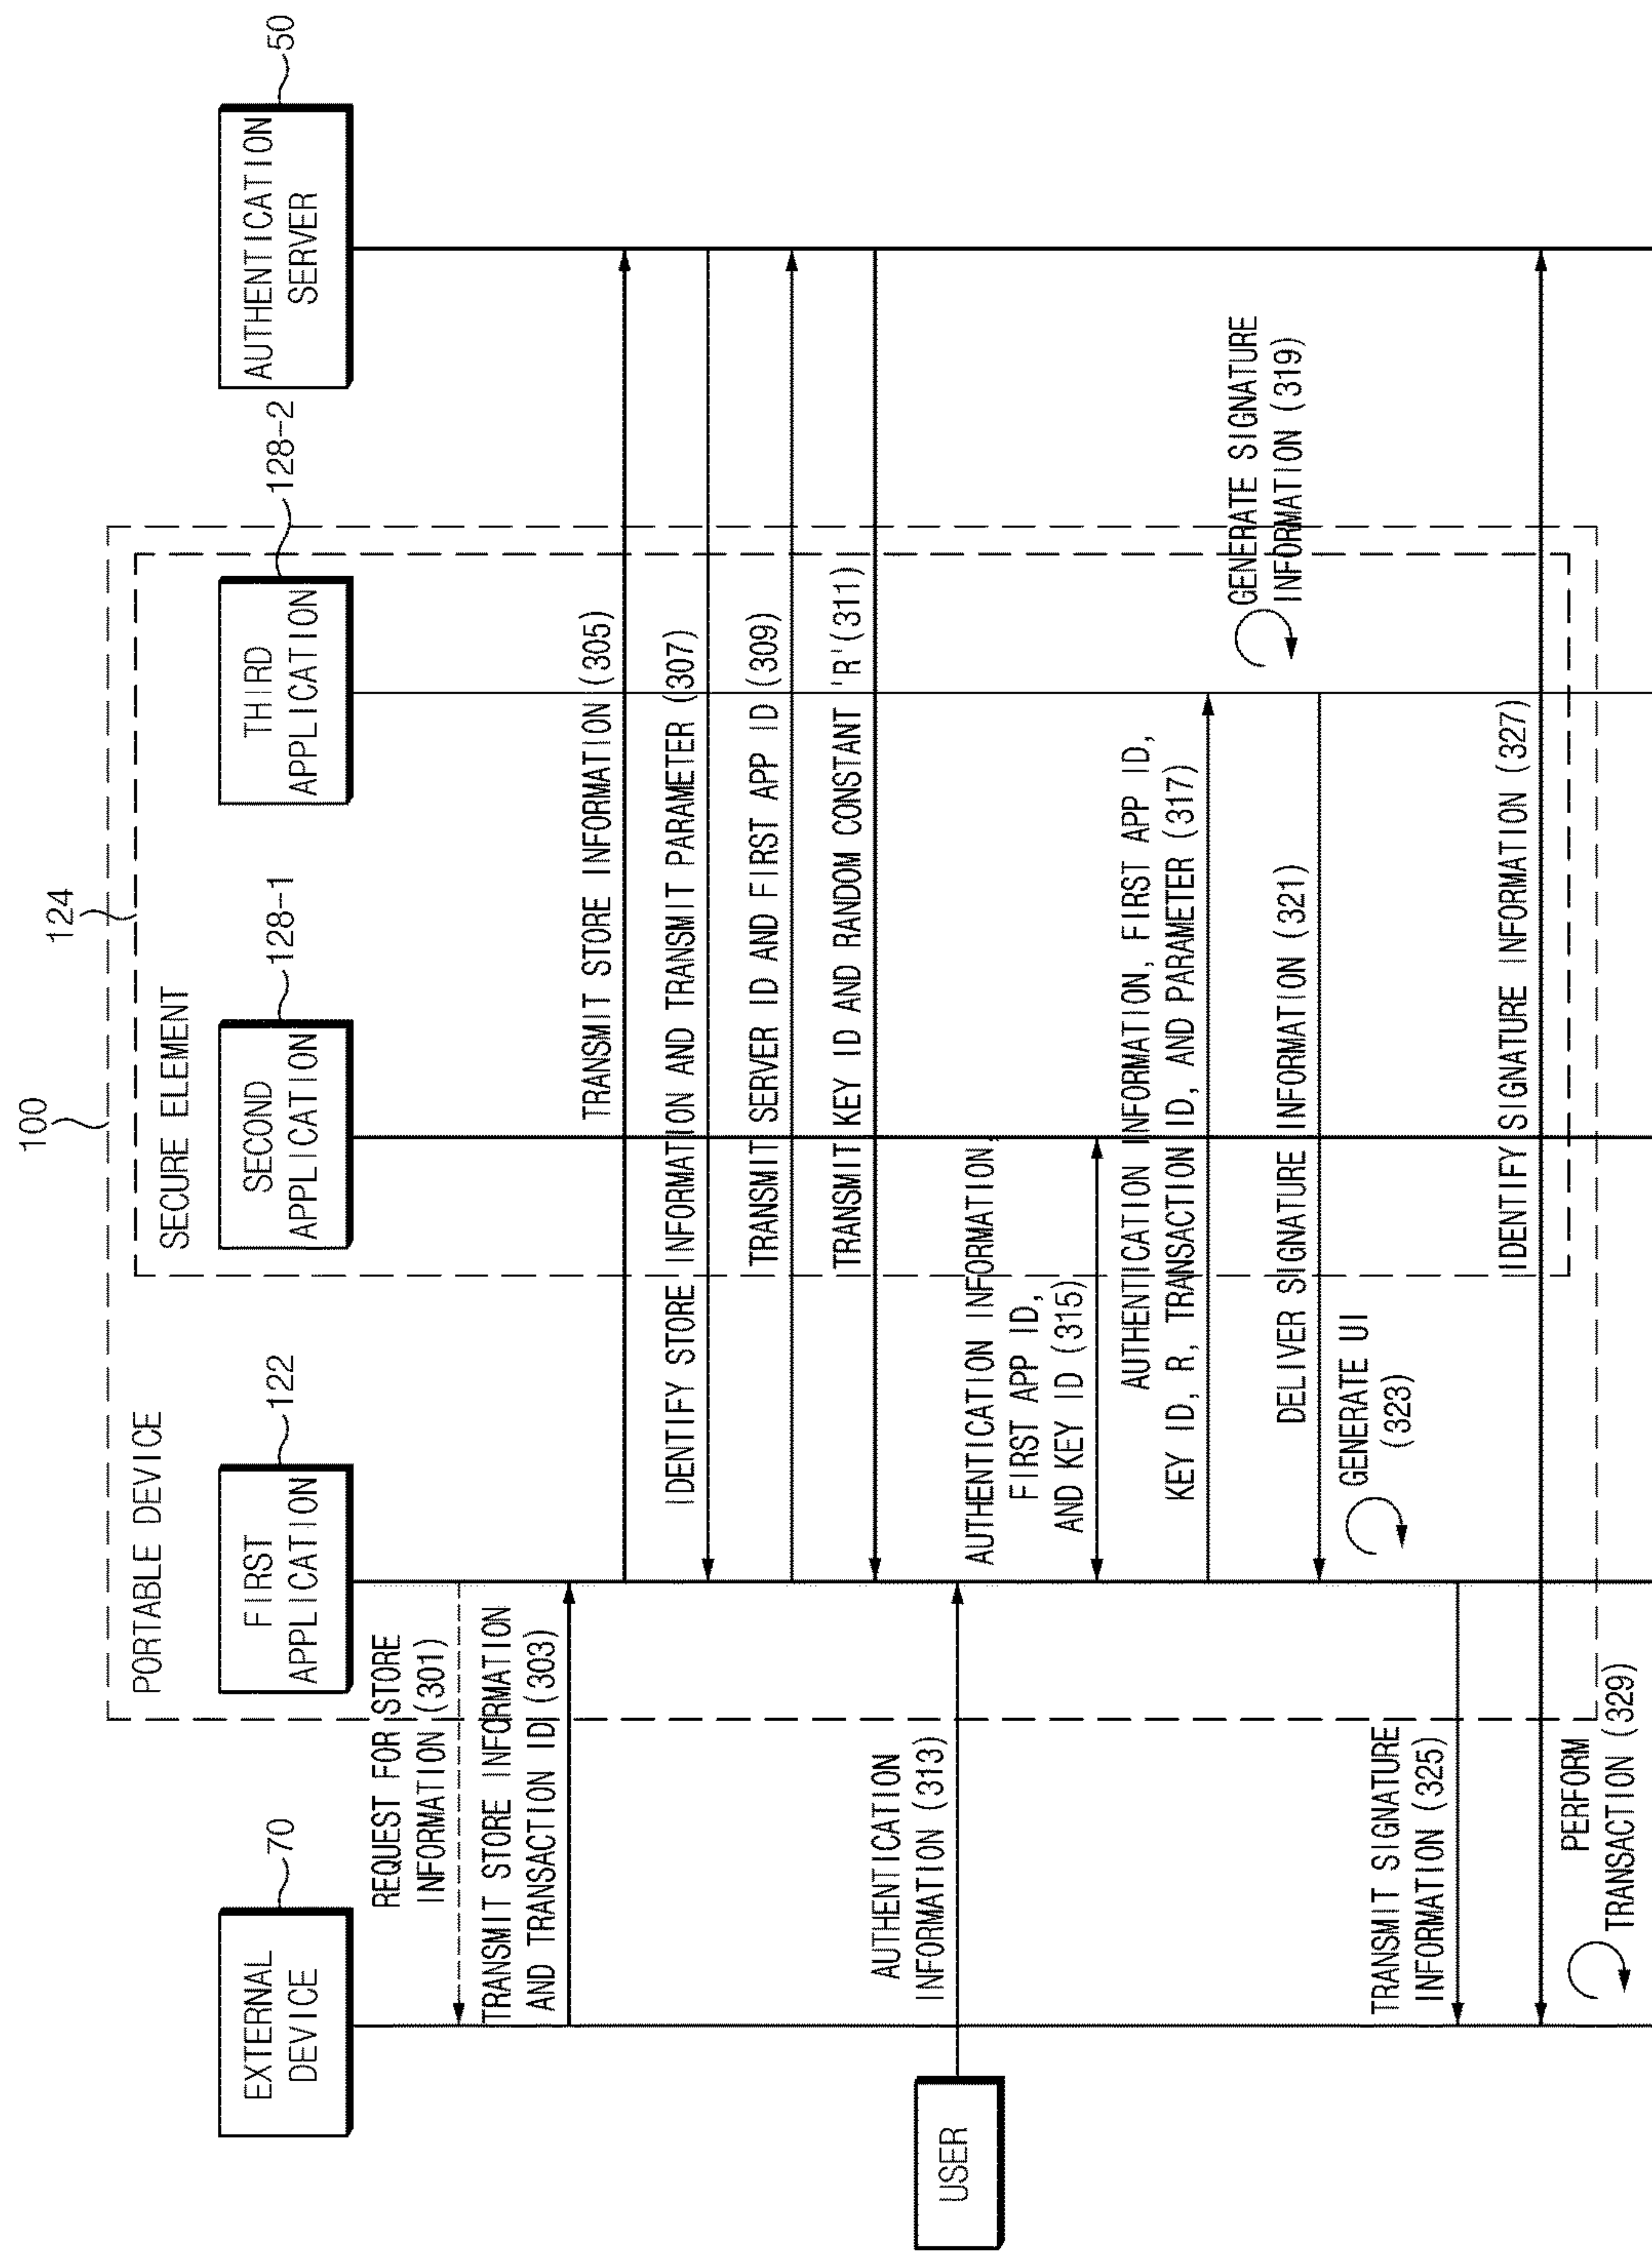 100
124
PORTABLE DEVICE
SECURE ELEMENT
EXTERNAL
DEVICE
70
FIRST
APPLICATION
122
SECOND
APPLICATION
128-1
THIRD
APPLICATION
128-2
AUTHENTICATION
SERVER
50
REQUEST FOR STORE
INFORMATION (301)
TRANSMIT STORE INFORMATION
AND TRANSACTION ID (303)
TRANSMIT STORE INFORMATION (305)
IDENTIFY STORE INFORMATION AND TRANSMIT PARAMETER (307)
TRANSMIT SERVER ID AND FIRST APP ID (309)
TRANSMIT KEY ID AND RANDOM CONSTANT 'R'(311)
USER
AUTHENTICATION
INFORMATION (313)
AUTHENTICATION INFORMATION,
FIRST APP ID,
AND KEY ID (315)
AUTHENTICATION INFORMATION, FIRST APP ID,
KEY ID, R, TRANSACTION ID, AND PARAMETER (317)
GENERATE SIGNATURE
INFORMATION (319)
DELIVER SIGNATURE INFORMATION (321)
GENERATE UI
(323)
TRANSMIT SIGNATURE
INFORMATION (325)
IDENTIFY SIGNATURE INFORMATION (327)
PERFORM
TRANSACTION (329)